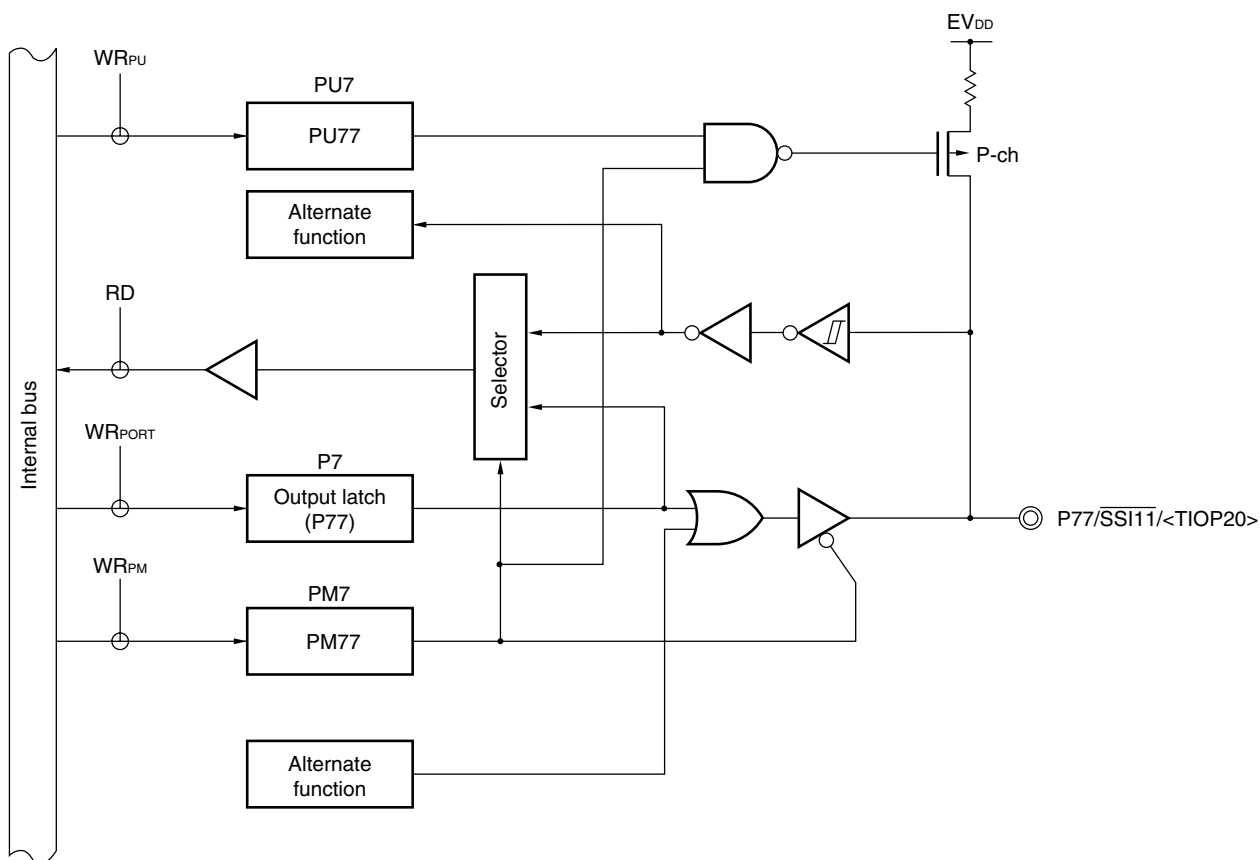 EVDD
WRPU
PU7
PU77
P-ch
Alternate
function
RD
Selector
Internal bus
WRPORT
P7
Output latch
(P77)
P77/SSI11/<TIOP20>
WRPM
PM7
PM77
Alternate
function